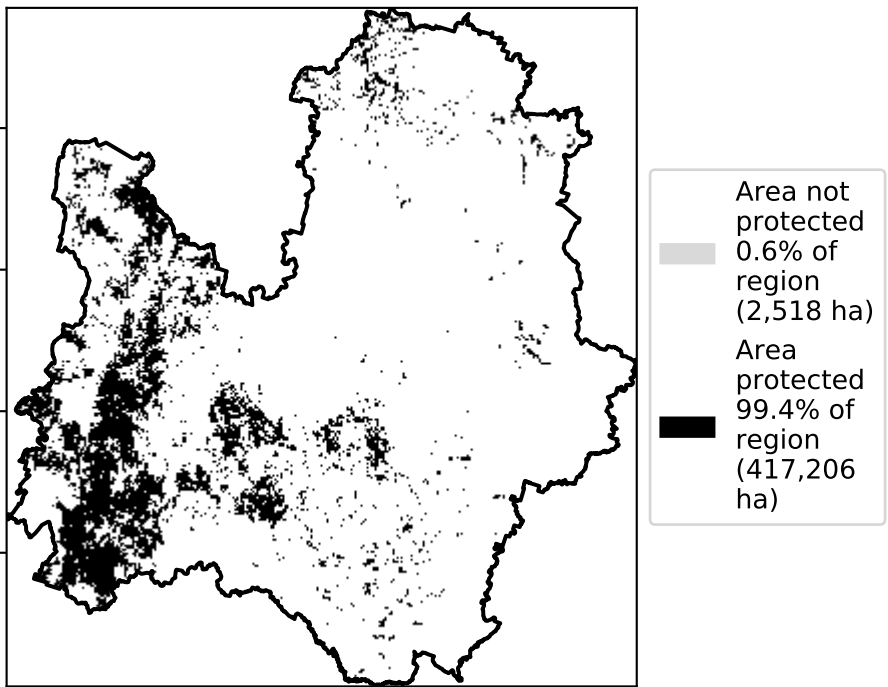 Area not
protected
0.6% of
region
(2,518 ha)
Area
protected
99.4% of
region
(417,206
ha)